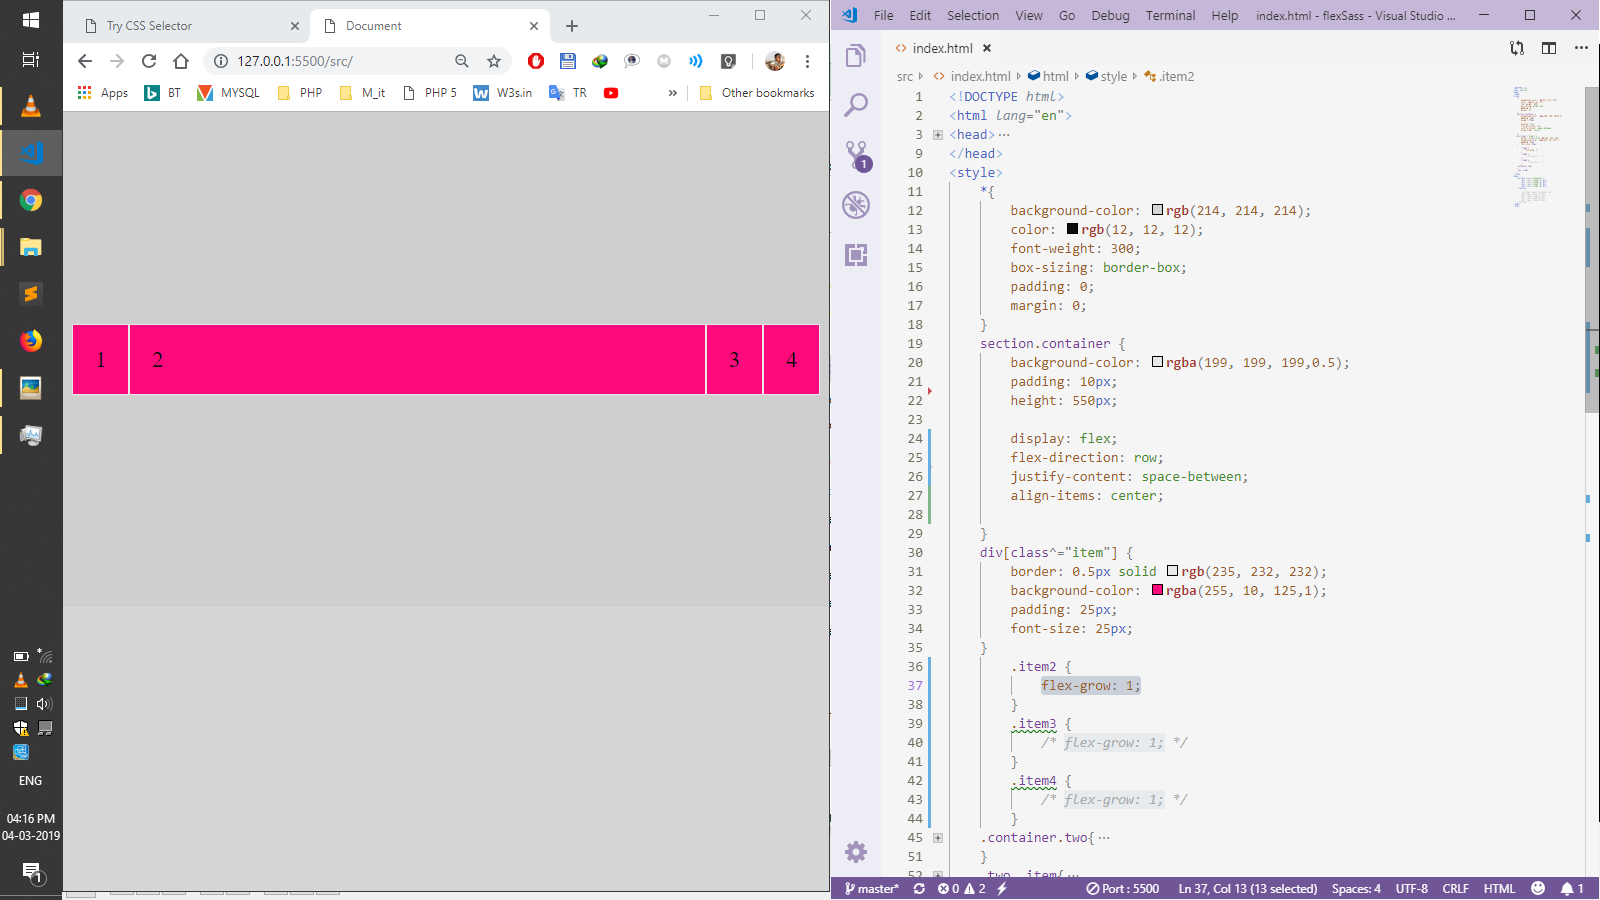 Try CSS Selector
Document
127.0.0.1:5500/src/
Apps
BT
MYSQL
PHP
M_it
PHP 5
W3s.in
TR
»
Other bookmarks
1
2
3
4
ENG
04:16 PM
04-03-2019
1
File Edit Selection View Go Debug Terminal Help index.html - flexSass - Visual Studio ...
index.html
src index.html html style .item2
1
1 <!DOCTYPE html>
2 <html lang="en">
3 <head>...
9 </head>
10 <style>
11 *{
12 background-color: rgb(214, 214, 214);
13 color: rgb(12, 12, 12);
14 font-weight: 300;
15 box-sizing: border-box;
16 padding: 0;
17 margin: 0;
18 }
19 section.container {
20 background-color: rgba(199, 199, 199,0.5);
21 padding: 10px;
22 height: 550px;
23
24 display: flex;
25 flex-direction: row;
26 justify-content: space-between;
27 align-items: center;
28
29 }
30 div[class^="item"] {
31 border: 0.5px solid rgb(235, 232, 232);
32 background-color: rgba(255, 10, 125,1);
33 padding: 25px;
34 font-size: 25px;
35 }
36 .item2 {
37 flex-grow: 1;
38 }
39 .item3 {
40 /* flex-grow: 1; */
41 }
42 .item4 {
43 /* flex-grow: 1; */
44 }
45 .container.two{...
51 }
52 .two .item{...
master* 0 2 Port : 5500 Ln 37, Col 13 (13 selected) Spaces: 4 UTF-8 CRLF HTML 1